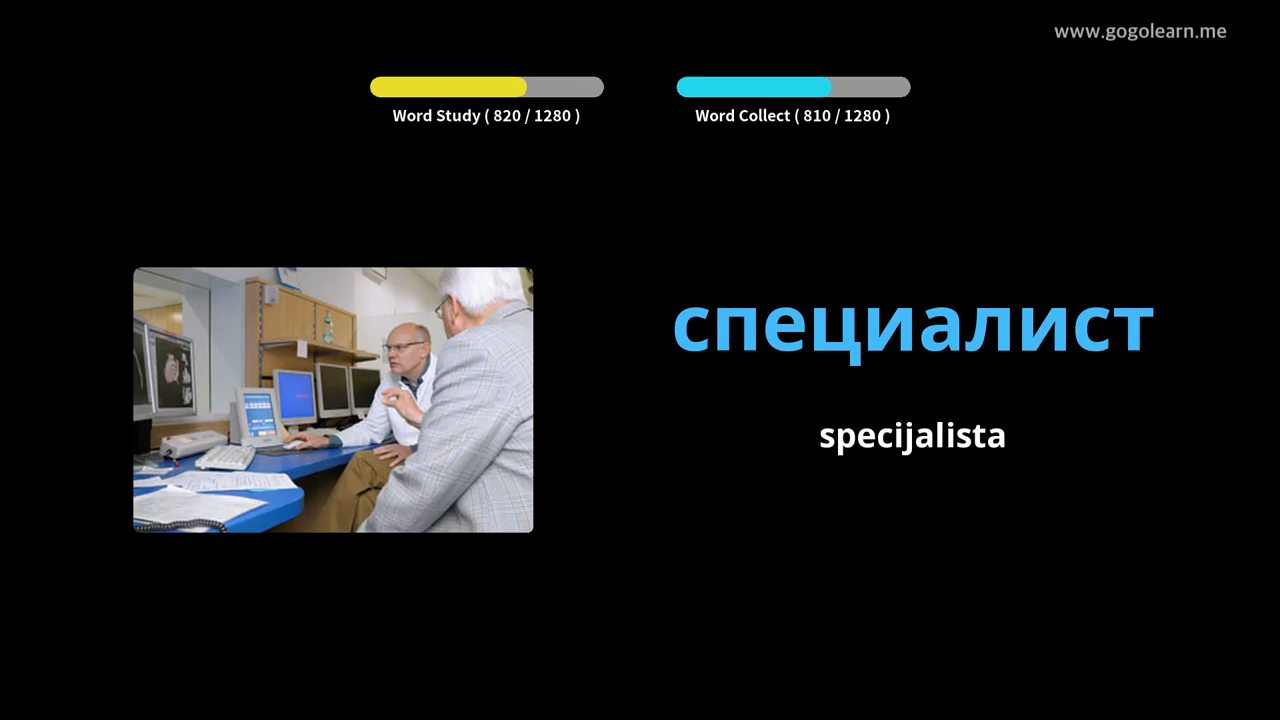 www.gogolearn.me
Word Study ( 820 / 1280 )
Word Collect ( 810 / 1280 )
специалист
specijalista